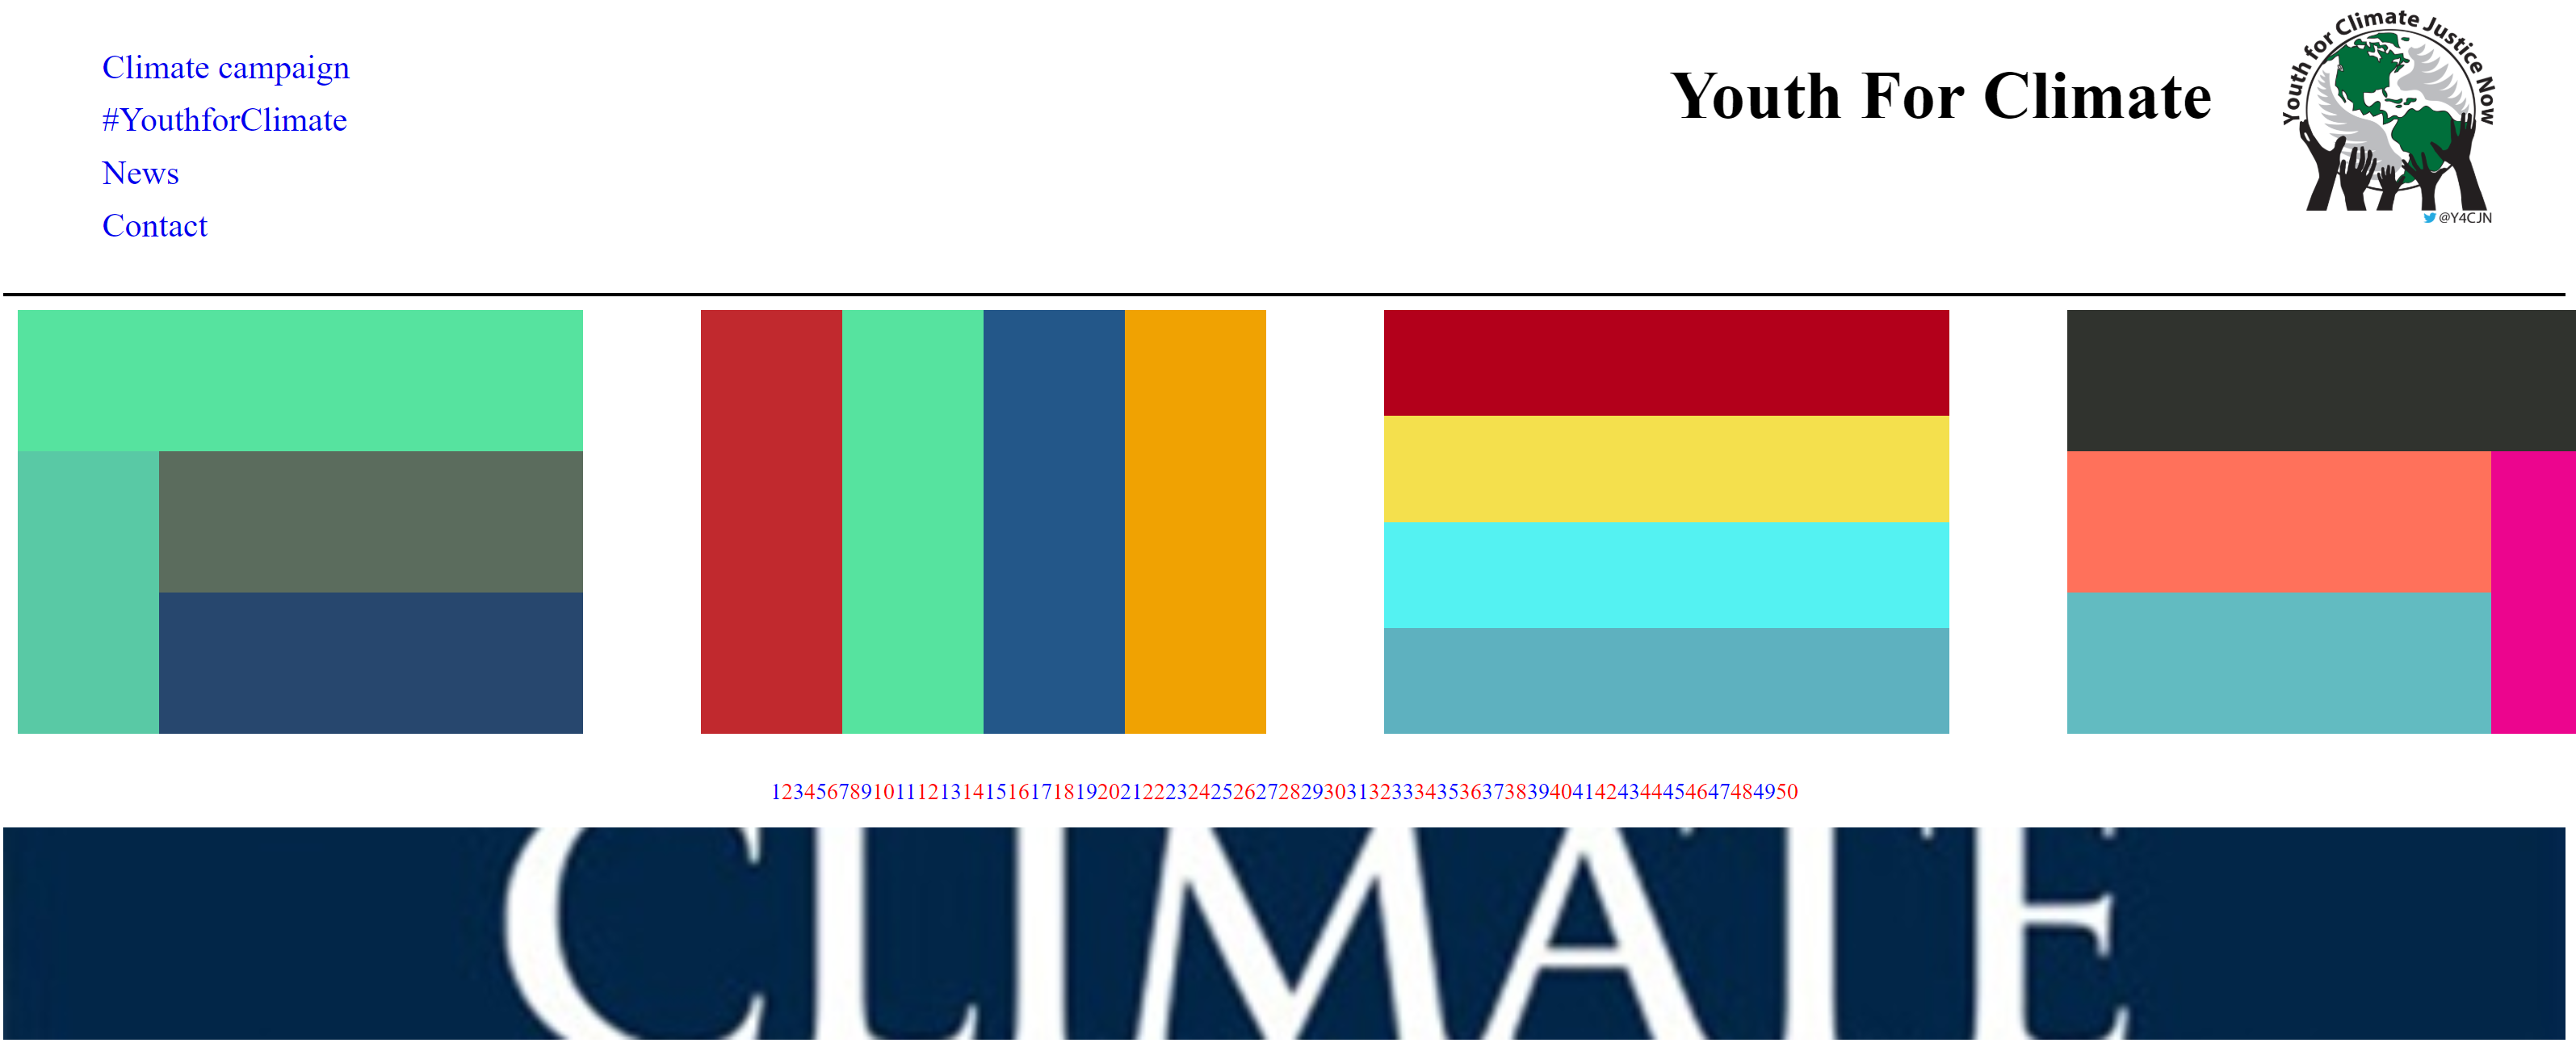 Climate campaign
#YouthforClimate
News
Contact
Youth For Climate
Youth for Climate Justice Now
@Y4CJN
1234567891011121314151617181920212223242526272829303132333435363738394041424344454647484950
CLIMATE